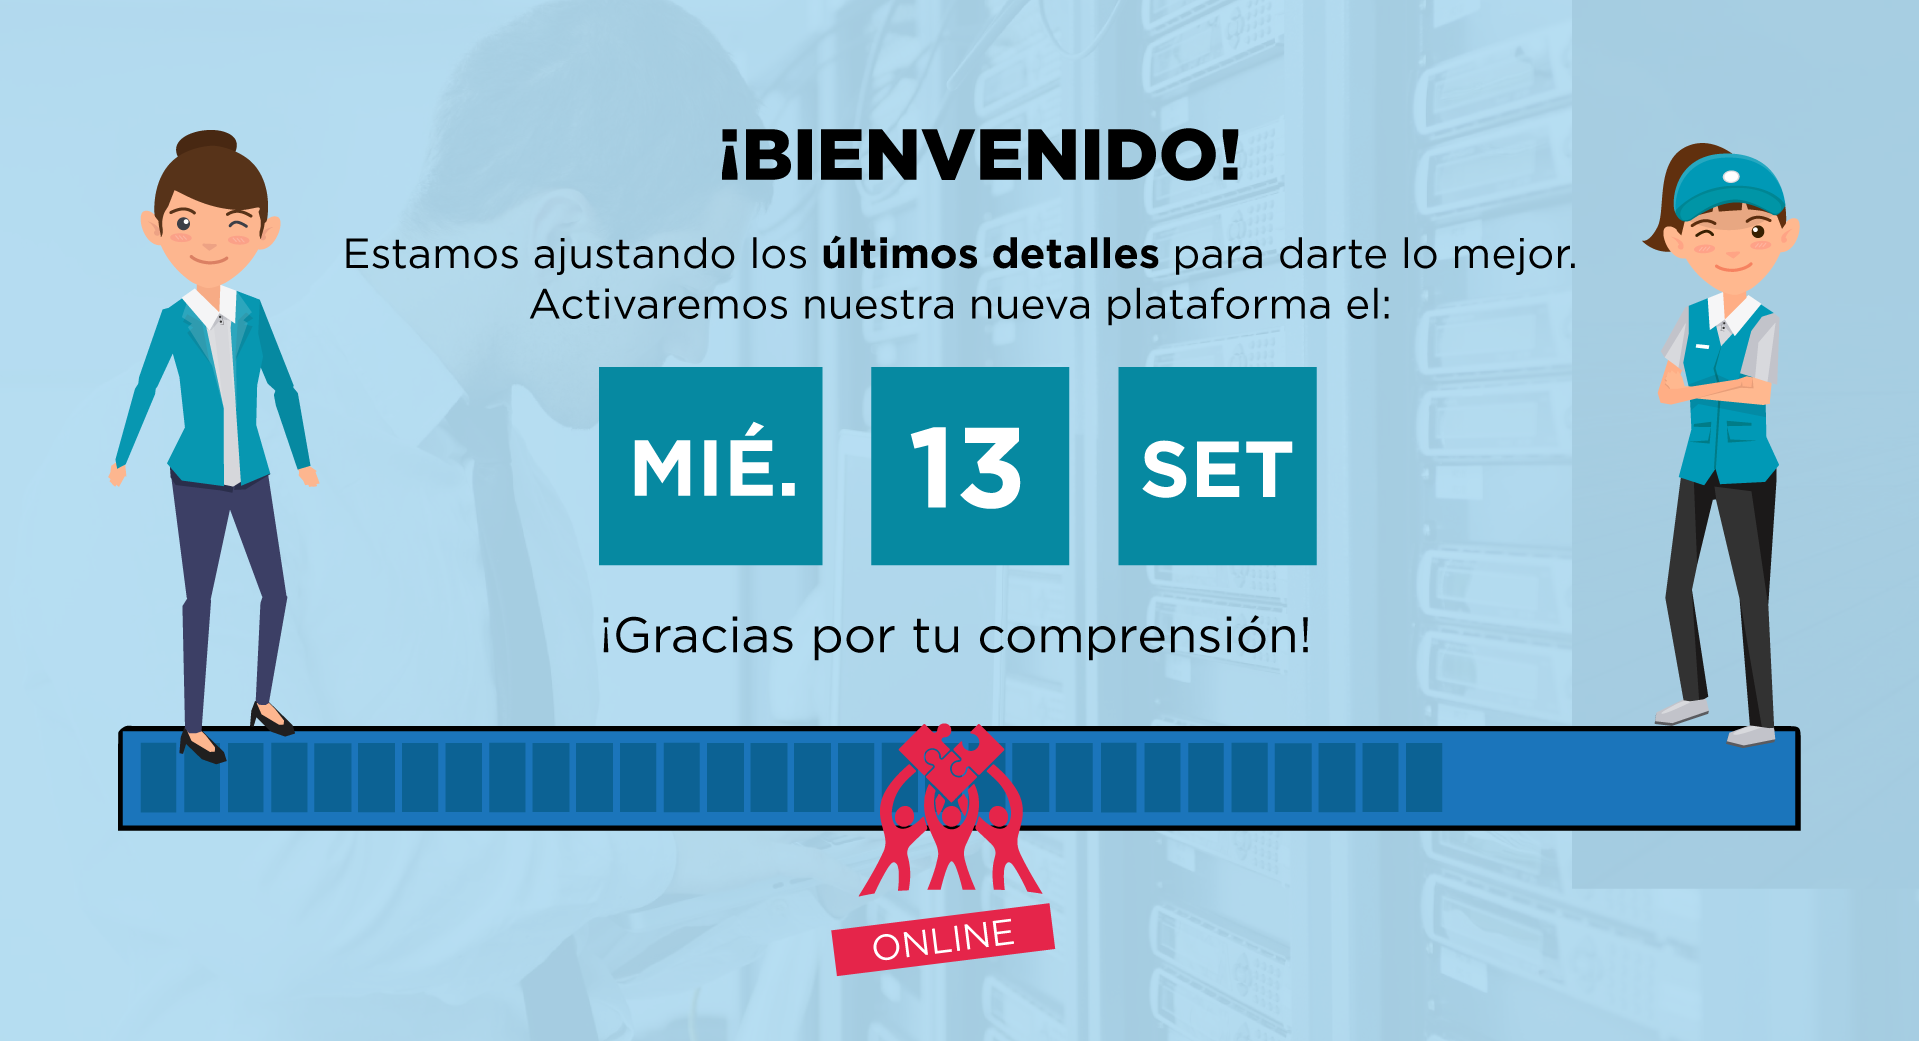 ¡BIENVENIDO!
Estamos ajustando los últimos detalles para darte lo mejor.
Activaremos nuestra nueva plataforma el:
MIÉ. 13 SET
¡Gracias por tu comprensión!
ONLINE